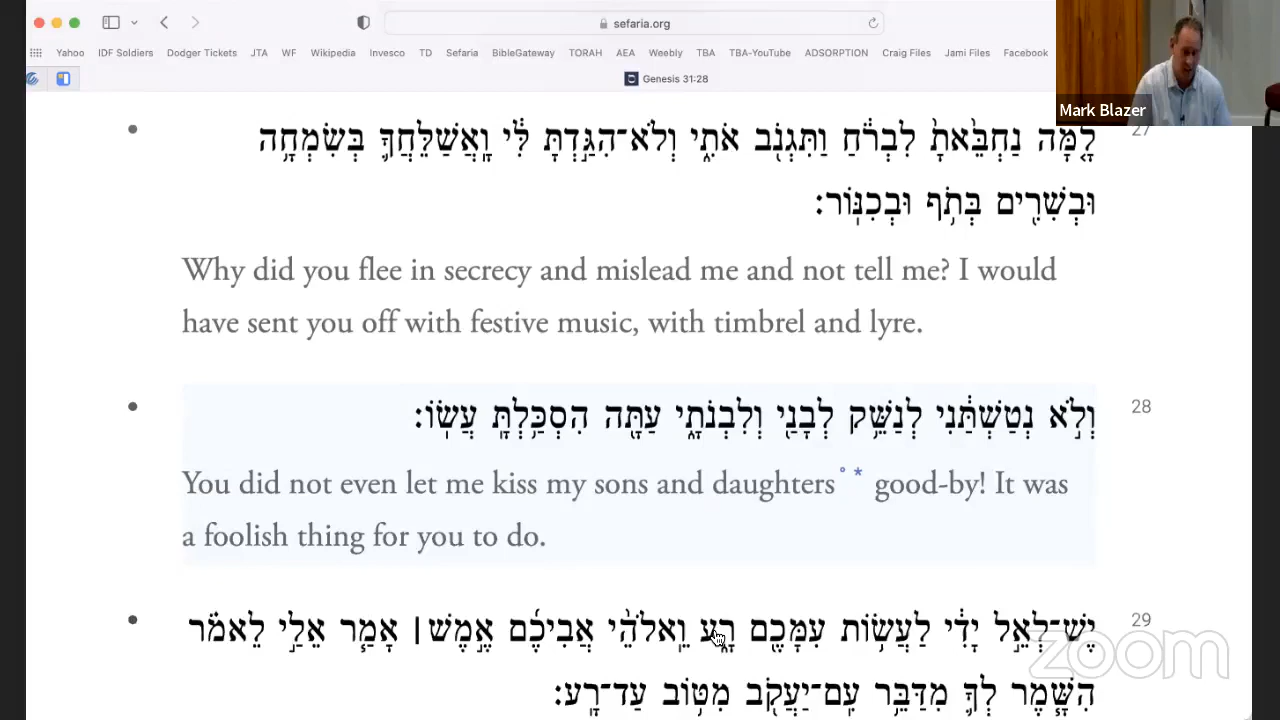 sefaria.org
Yahoo IDF Soldiers Dodger Tickets JTA WF Wikipedia Invesco TD Sefaria BibleGateway TORAH AEA Weebly TBA TBA-YouTube ADSORPTION Craig Files Jami Files Facebook
Genesis 31:28
Mark Blazer
27
לָ֤מָּה נַחְבֵּ֙אתָ֙ לִבְרֹ֔חַ וַתִּגְנֹ֖ב אֹתִ֑י וְלֹא־הִגַּ֣דְתָּ לִּ֔י וָֽאֲשַׁלֵּחֲךָ֛ בְּשִׂמְחָ֥ה
וּבְשִׁרִ֖ים בְּתֹ֥ף וּבְכִנּֽוֹר׃
Why did you flee in secrecy and mislead me and not tell me? I would
have sent you off with festive music, with timbrel and lyre.
28
וְלֹ֣א נְטַשְׁתַּ֔נִי לְנַשֵּׁ֥ק לְבָנַ֖י וְלִבְנֹתָ֑י עַתָּ֖ה הִסְכַּ֥לְתָּֽ עֲשֽׂוֹ׃
You did not even let me kiss my sons and daughters° * good-by! It was
a foolish thing for you to do.
29
יֶשׁ־לְאֵ֣ל יָדִ֔י לַעֲשׂ֥וֹת עִמָּכֶ֖ם רָ֑ע וֵֽאלֹהֵ֨י אֲבִיכֶ֜ם אֶ֣מֶשׁ ׀ אָמַ֧ר אֵלַ֣י לֵאמֹ֗ר
הִשָּׁ֧מֶר לְךָ֛ מִדַּבֵּ֥ר עִֽם־יַעֲקֹ֖ב מִטּ֥וֹב עַד־רָֽע׃
zoom